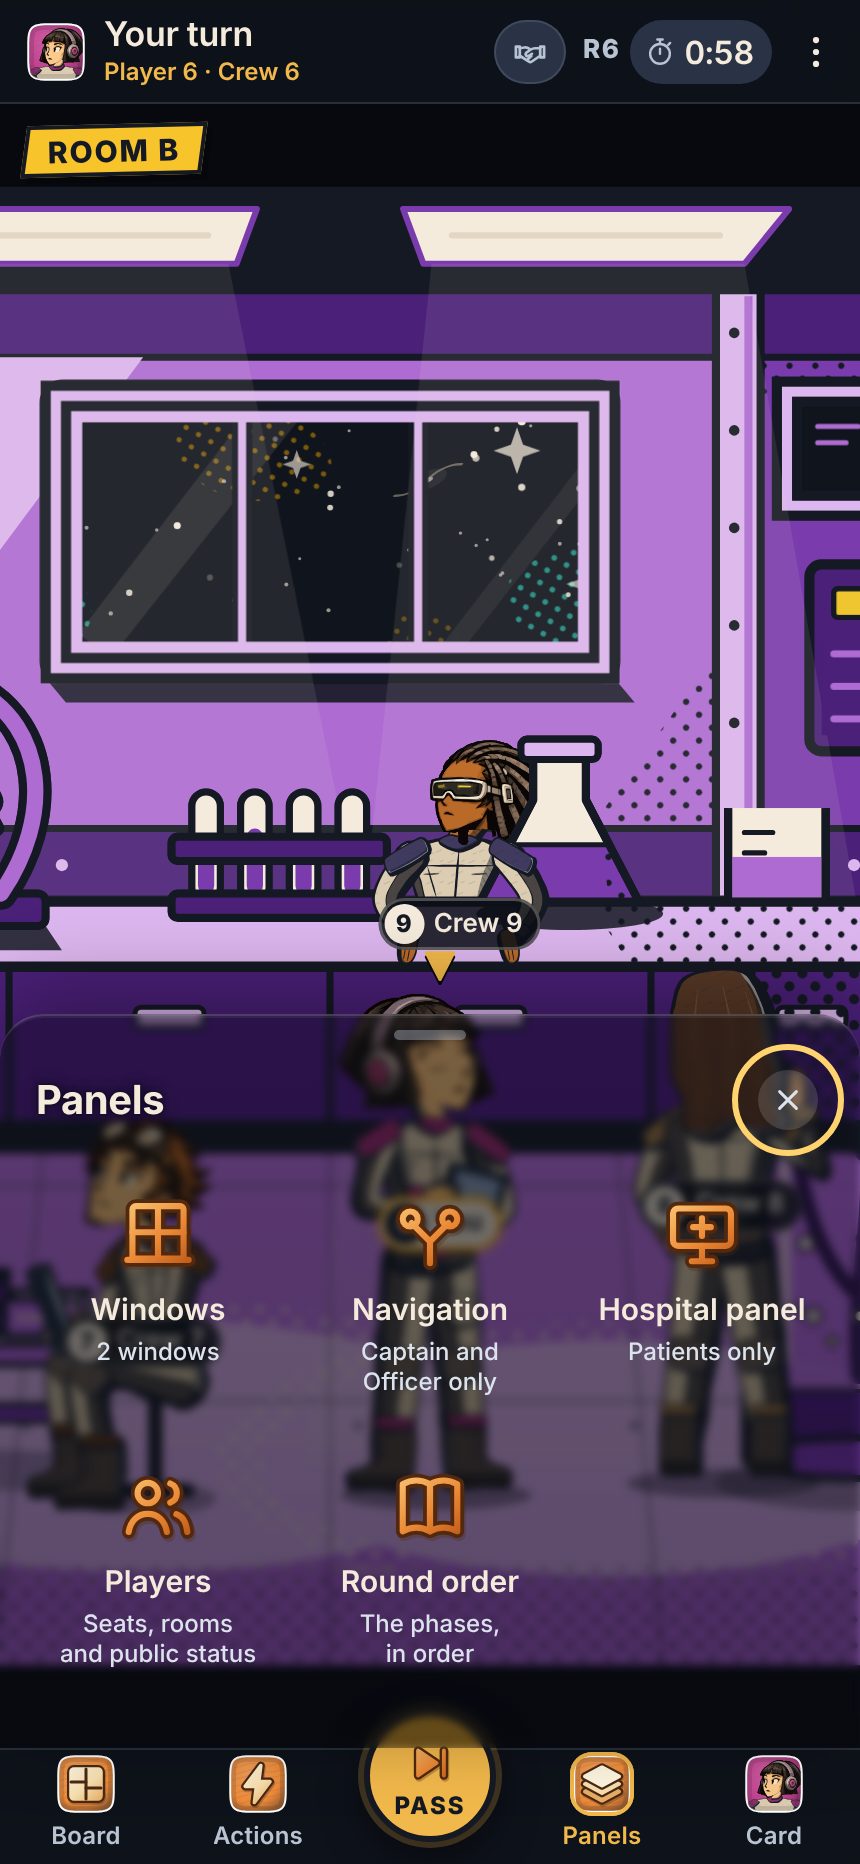 Your turn
Player 6 · Crew 6
R6
0:58
ROOM B
9 Crew 9
Panels
Windows
2 windows
Navigation
Captain and
Officer only
Hospital panel
Patients only
Players
Seats, rooms
and public status
Round order
The phases,
in order
Board
Actions
PASS
Panels
Card